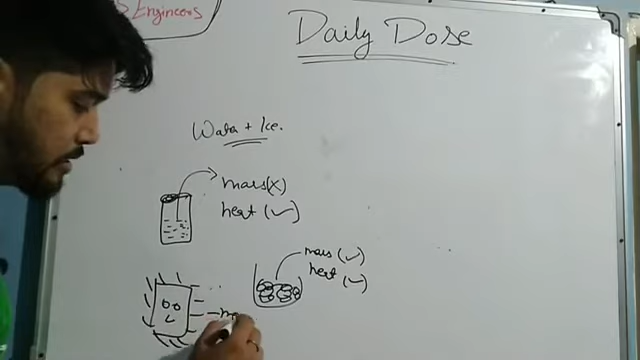 Engineers
Daily Dose
Water + Ice.
mass(X)
heat (✓)
mass (✓)
heat (✓)